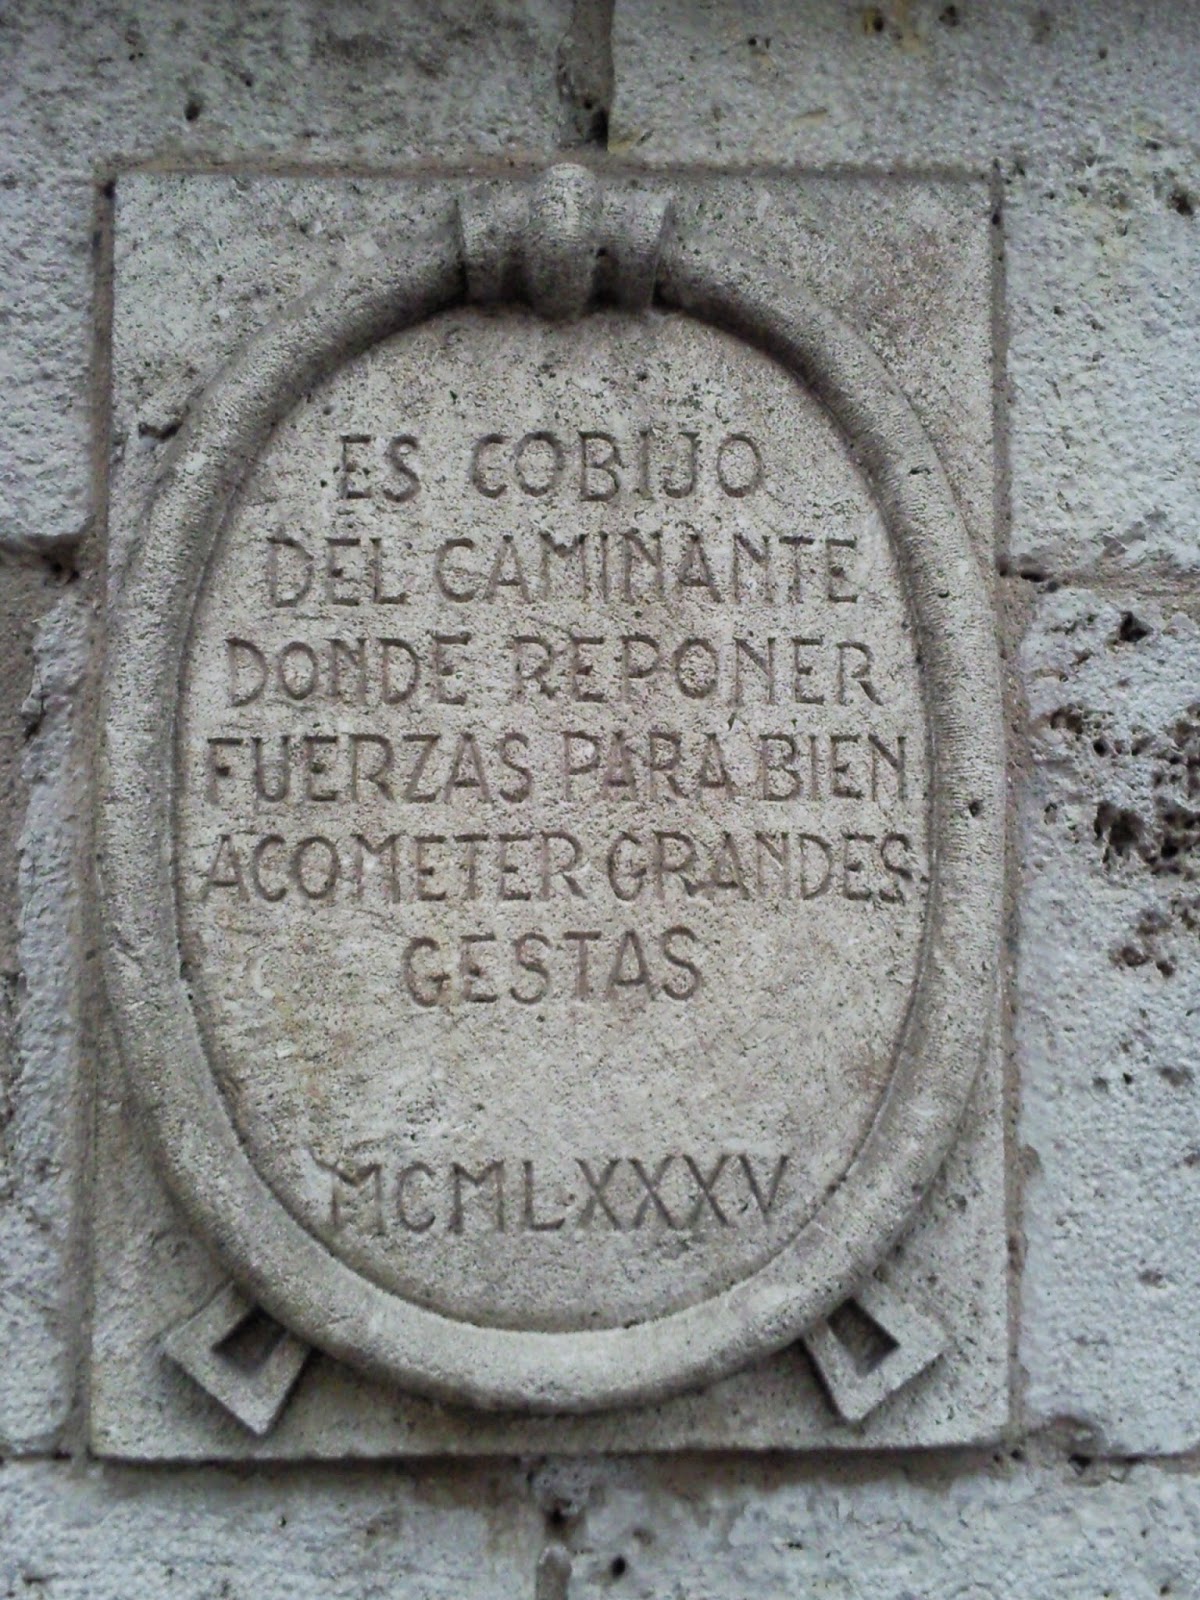 ES COBIJO
DEL CAMINANTE
DONDE REPONER
FUERZAS PARA BIEN
ACOMETER GRANDES
GESTAS
MCMLXXXV